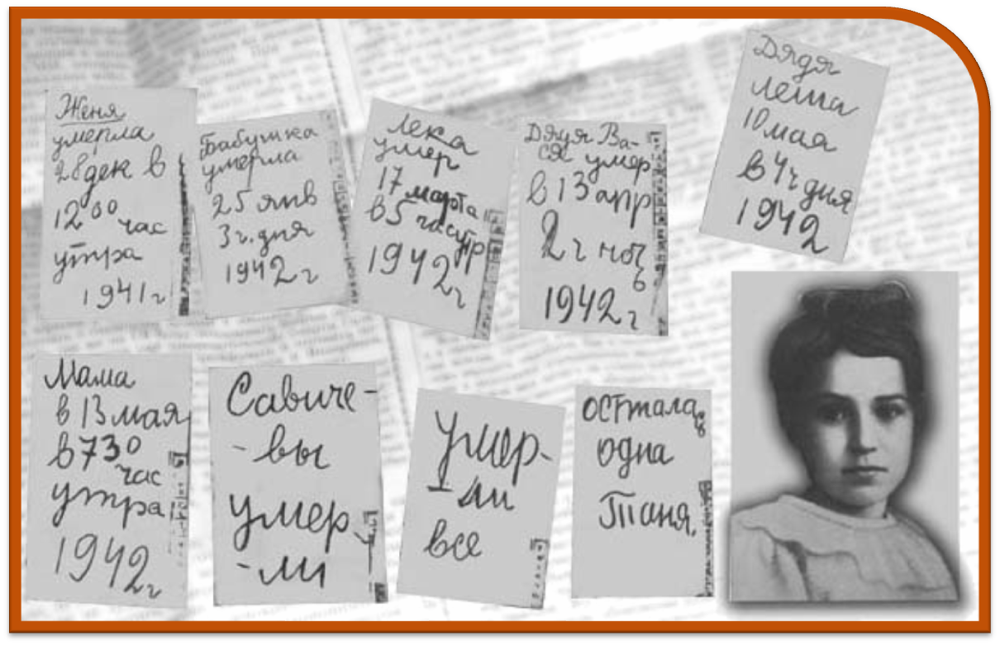 Женя
умерла
28 дек в
12 00 час
утра
1941 г
Бабушка
умерла
25 янв
3 ч. дня
1942 г
Лека
умер
17 марта
в 5 час утр
1942 г
Дядя Ва-
ся умер
в 13 апр
2 ч ноч
ь
1942 г
Дядя
Леша
10 мая
в 4 ч дня
1942
Мама
в 13 мая
в 7 30
час
утра
1942 г
Савиче-
-вы
умер
-ли
Умер-
-ли
все
Осталась
одна
Таня.